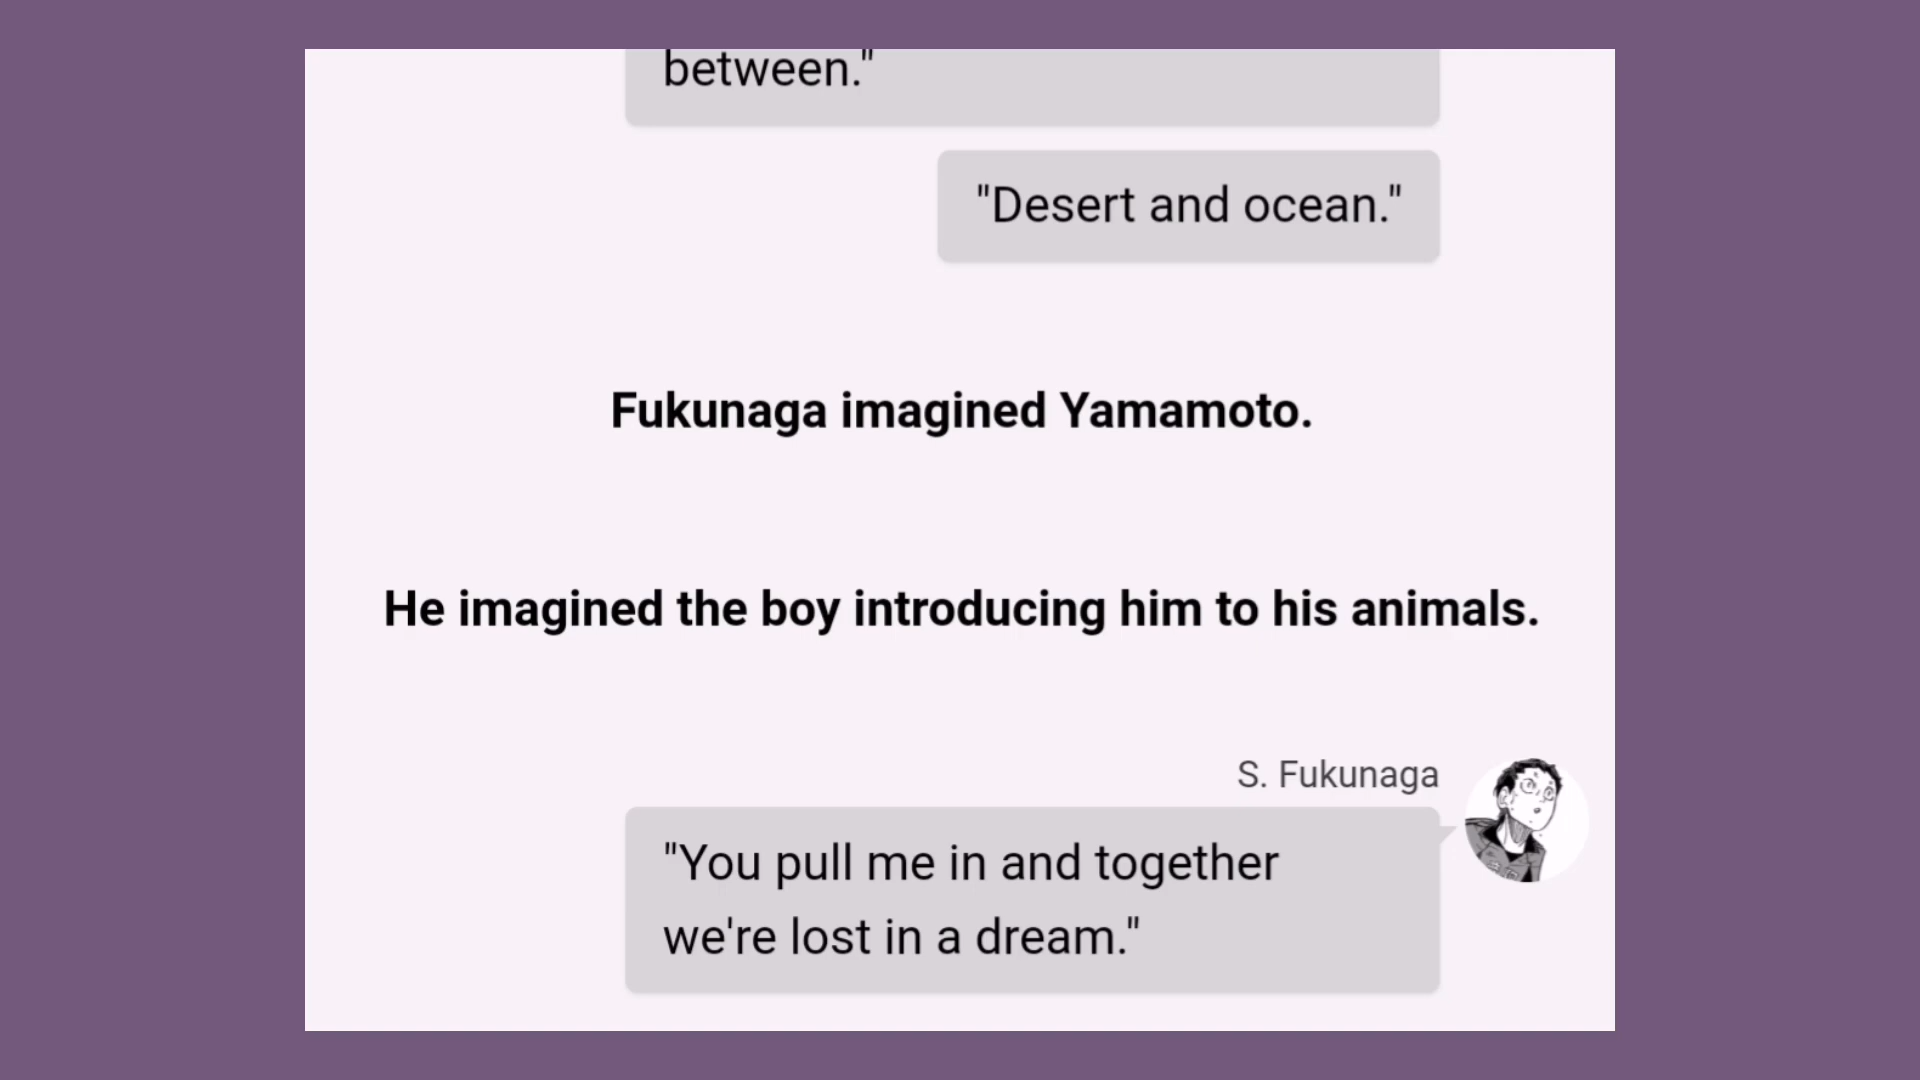 between."
"Desert and ocean."
Fukunaga imagined Yamamoto.
He imagined the boy introducing him to his animals.
S. Fukunaga
"You pull me in and together
we're lost in a dream."